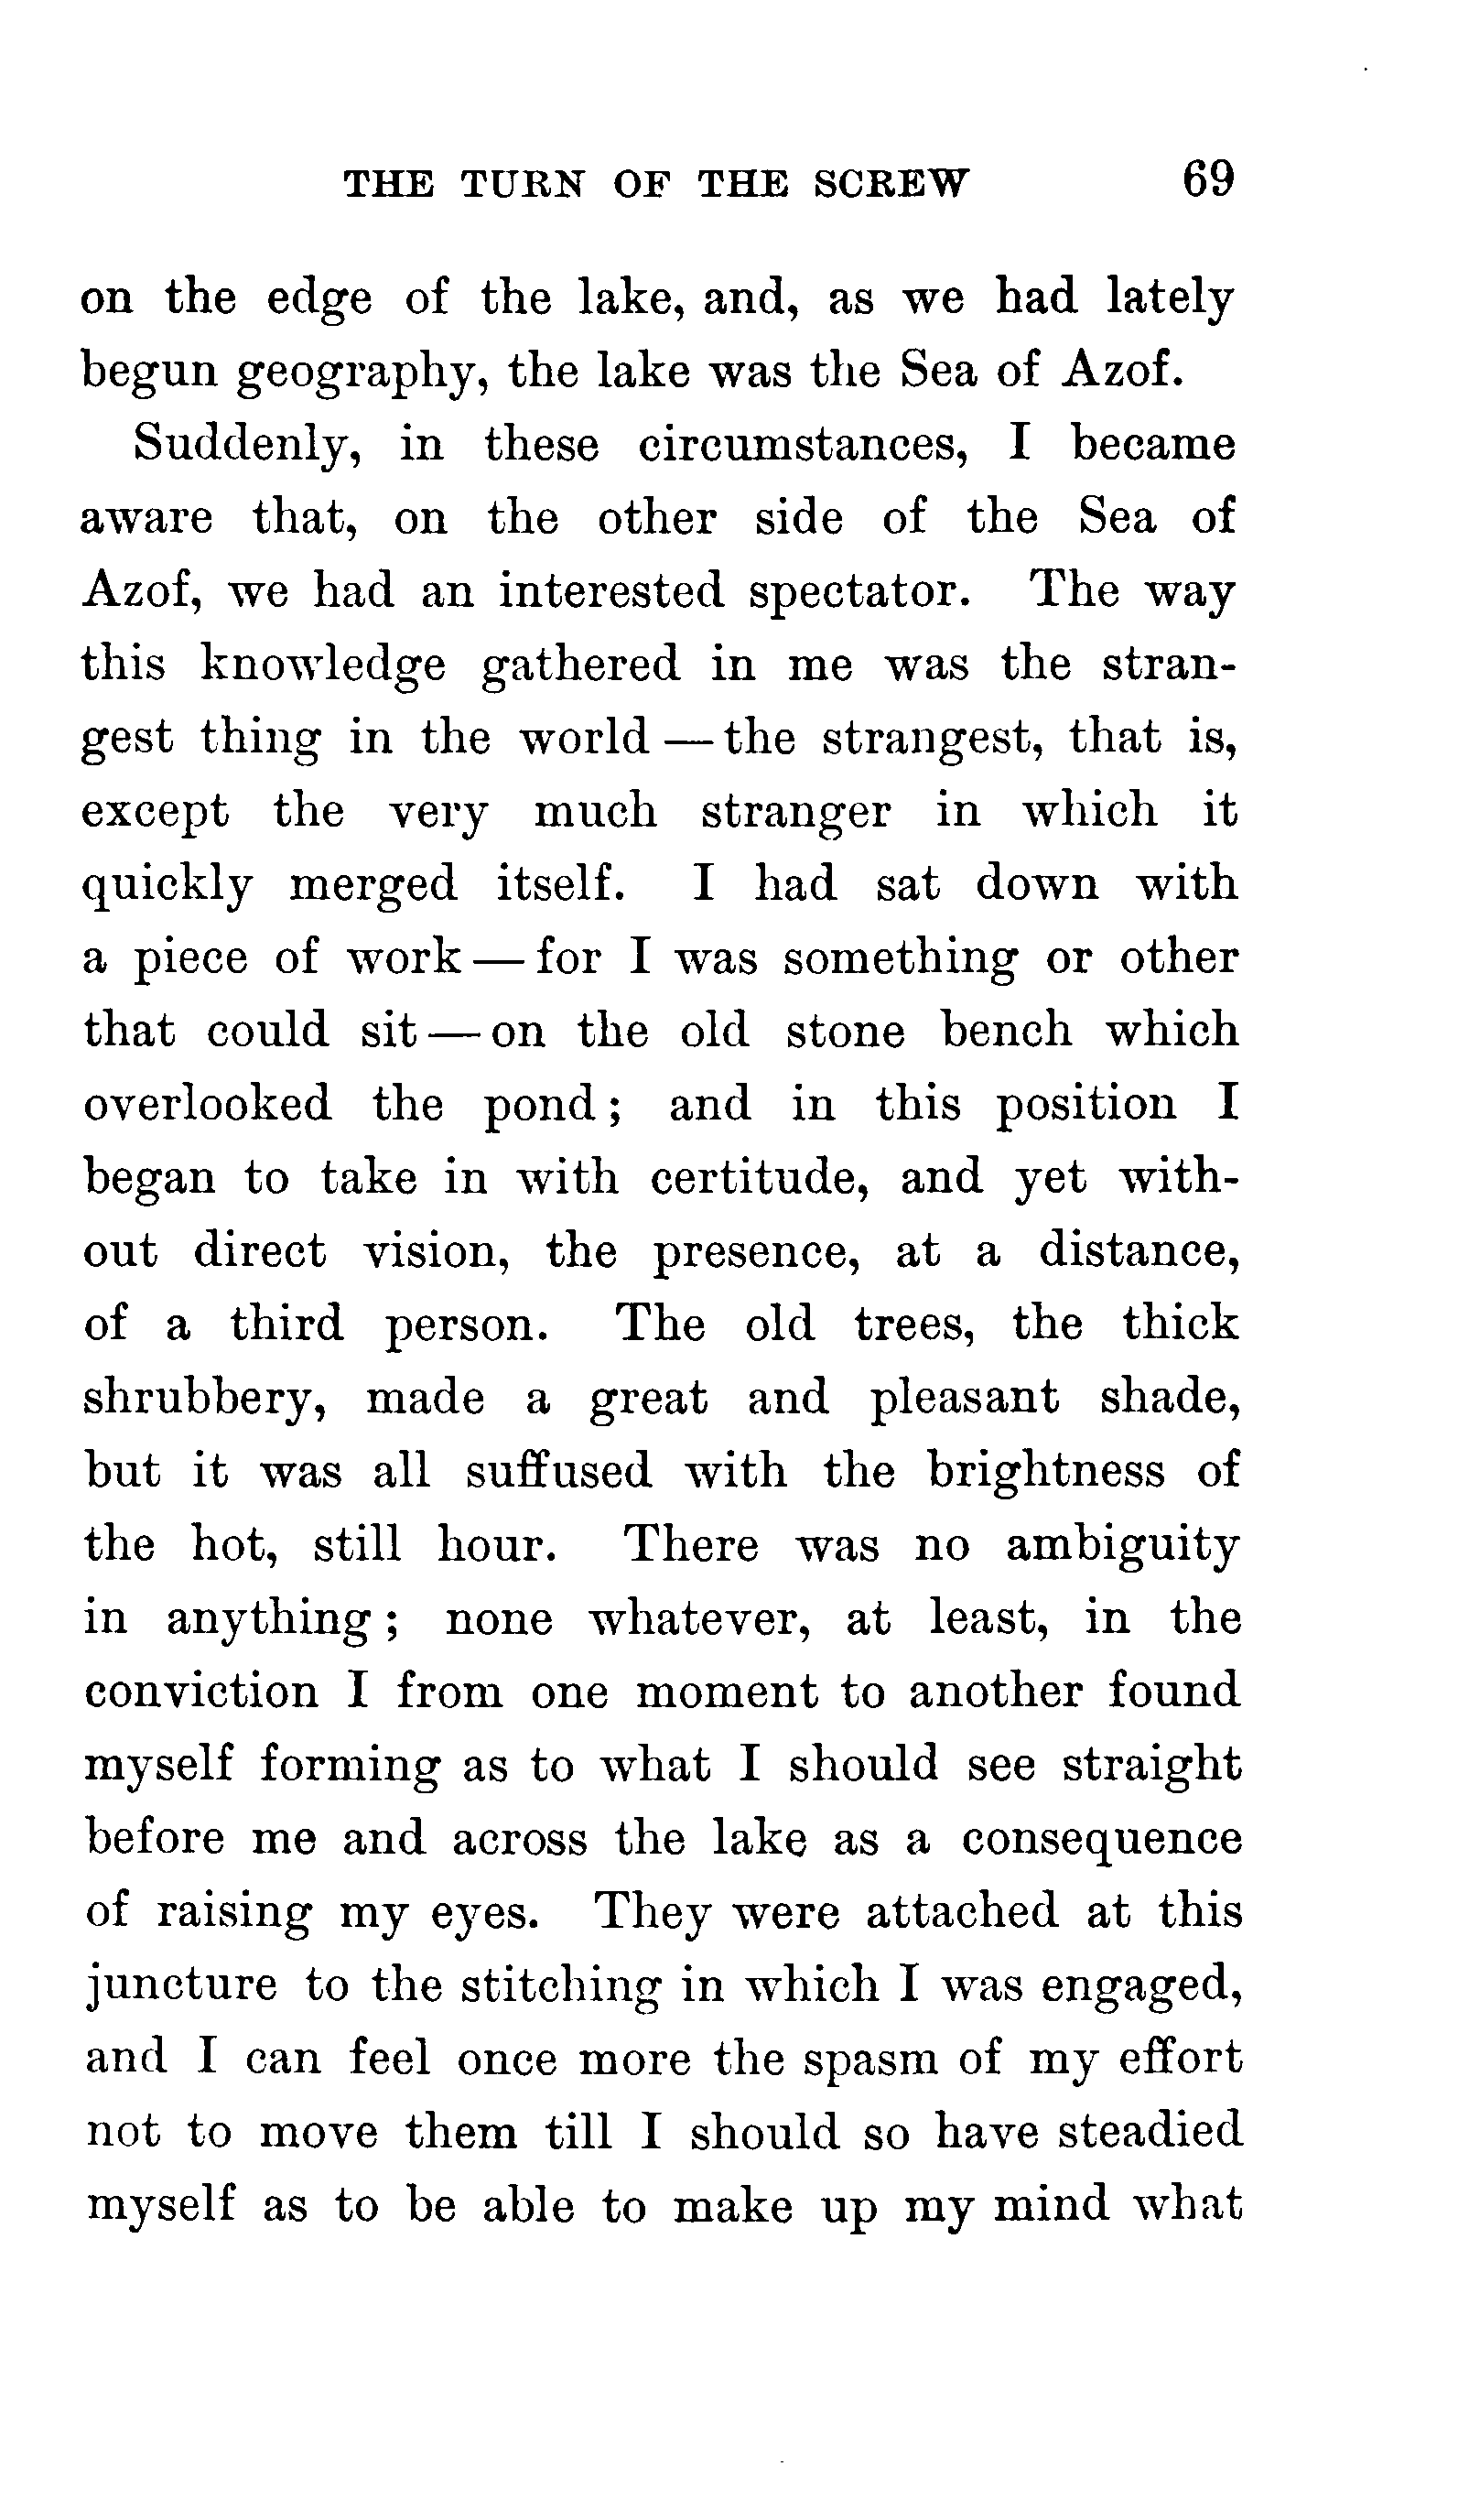 THE TURN OF THE SCREW 69
on the edge of the lake, and, as we had lately
begun geography, the lake was the Sea of Azof.
Suddenly, in these circumstances, I became
aware that, on the other side of the Sea of
Azof, we had an interested spectator. The way
this knowledge gathered in me was the stran-
gest thing in the world — the strangest, that is,
except the very much stranger in which it
quickly merged itself. I had sat down with
a piece of work — for I was something or other
that could sit — on the old stone bench which
overlooked the pond; and in this position I
began to take in with certitude, and yet with-
out direct vision, the presence, at a distance,
of a third person. The old trees, the thick
shrubbery, made a great and pleasant shade,
but it was all suffused with the brightness of
the hot, still hour. There was no ambiguity
in anything; none whatever, at least, in the
conviction I from one moment to another found
myself forming as to what I should see straight
before me and across the lake as a consequence
of raising my eyes. They were attached at this
juncture to the stitching in which I was engaged,
and I can feel once more the spasm of my effort
not to move them till I should so have steadied
myself as to be able to make up my mind what